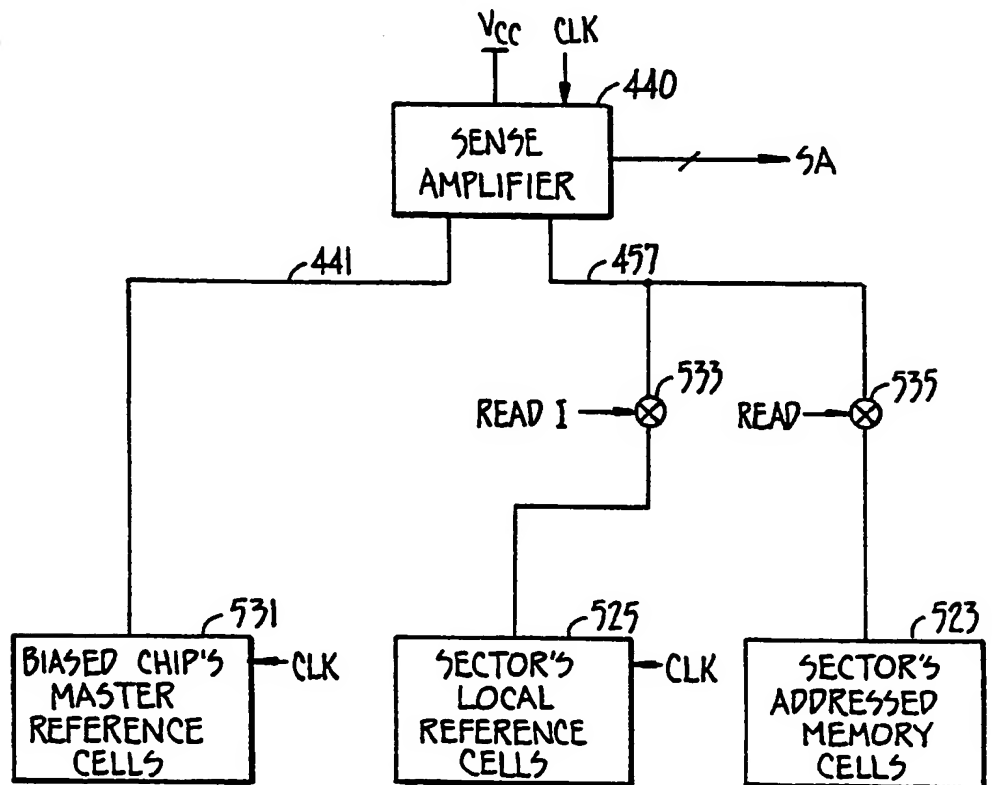 VCC CLK
440
SENSE
AMPLIFIER
SA
441
457
533
READ I
535
READ
531
BIASED CHIP'S
MASTER
REFERENCE
CELLS
CLK
525
SECTOR'S
LOCAL
REFERENCE
CELLS
CLK
523
SECTOR'S
ADDRESSED
MEMORY
CELLS